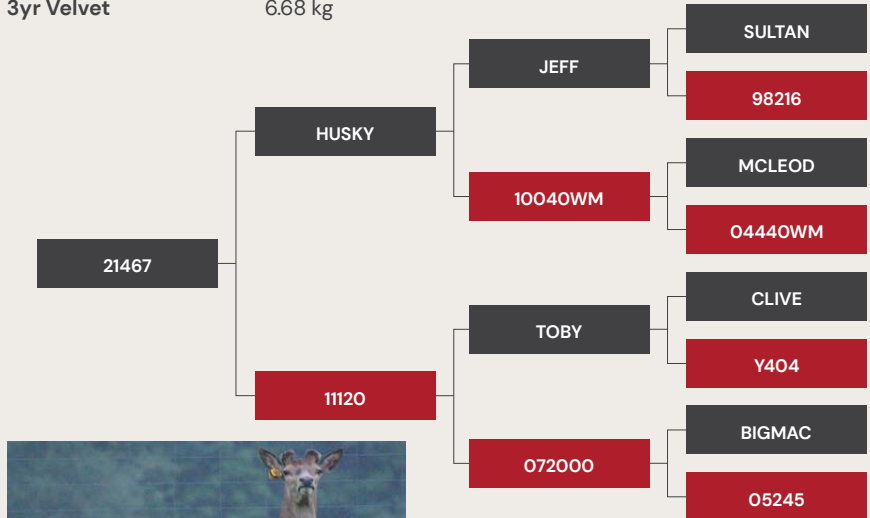 3yr Velvet 6.68 kg
SULTAN
JEFF
98216
HUSKY
MCLEOD
10040WM
04440WM
21467
CLIVE
TOBY
Y404
11120
BIGMAC
072000
05245